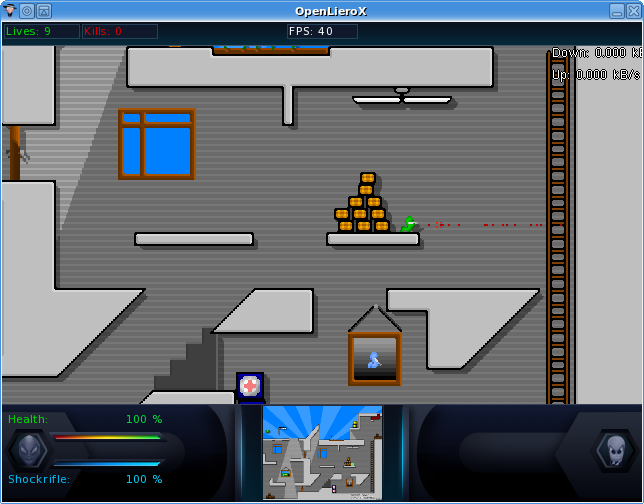 OpenLieroX
Lives: 9
Kills: 0
FPS: 40
Down: 0.000 kB
Up: 0.000 kB/s
Health:
100 %
Shockrifle:
100 %